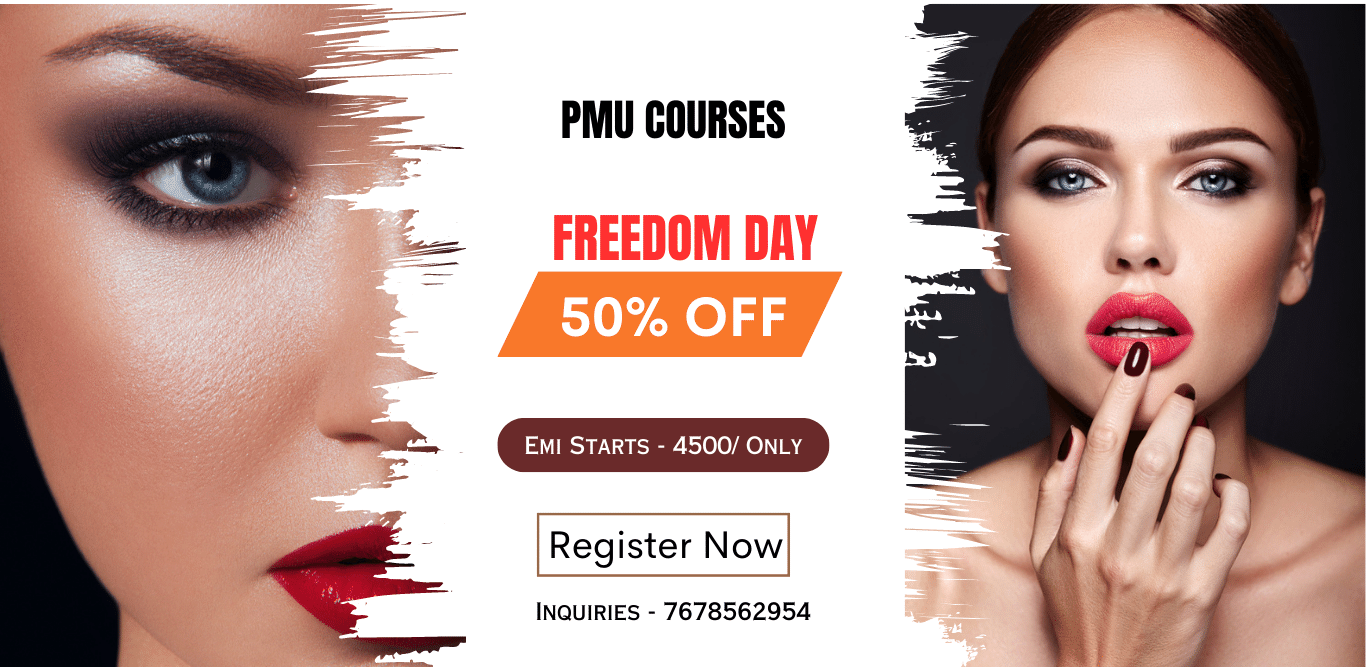 PMU COURSES
FREEDOM DAY
50% OFF
Emi Starts - 4500/ Only
Register Now
Inquiries - 7678562954